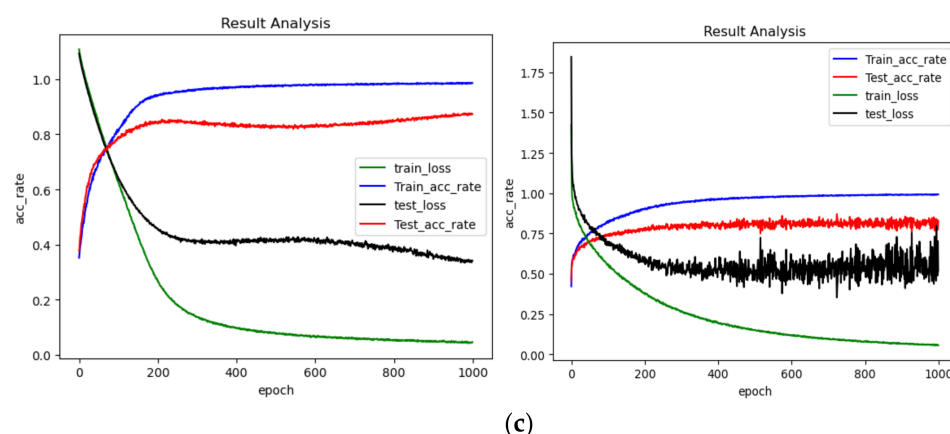 Result Analysis
acc_rate
1.0
0.8
0.6
0.4
0.2
0.0
train_loss
Train_acc_rate
test_loss
Test_acc_rate
0 200 400 600 800 1000
epoch
Result Analysis
acc_rate
1.75
1.50
1.25
1.00
0.75
0.50
0.25
0.00
Train_acc_rate
Test_acc_rate
train_loss
test_loss
0 200 400 600 800 1000
epoch
(c)